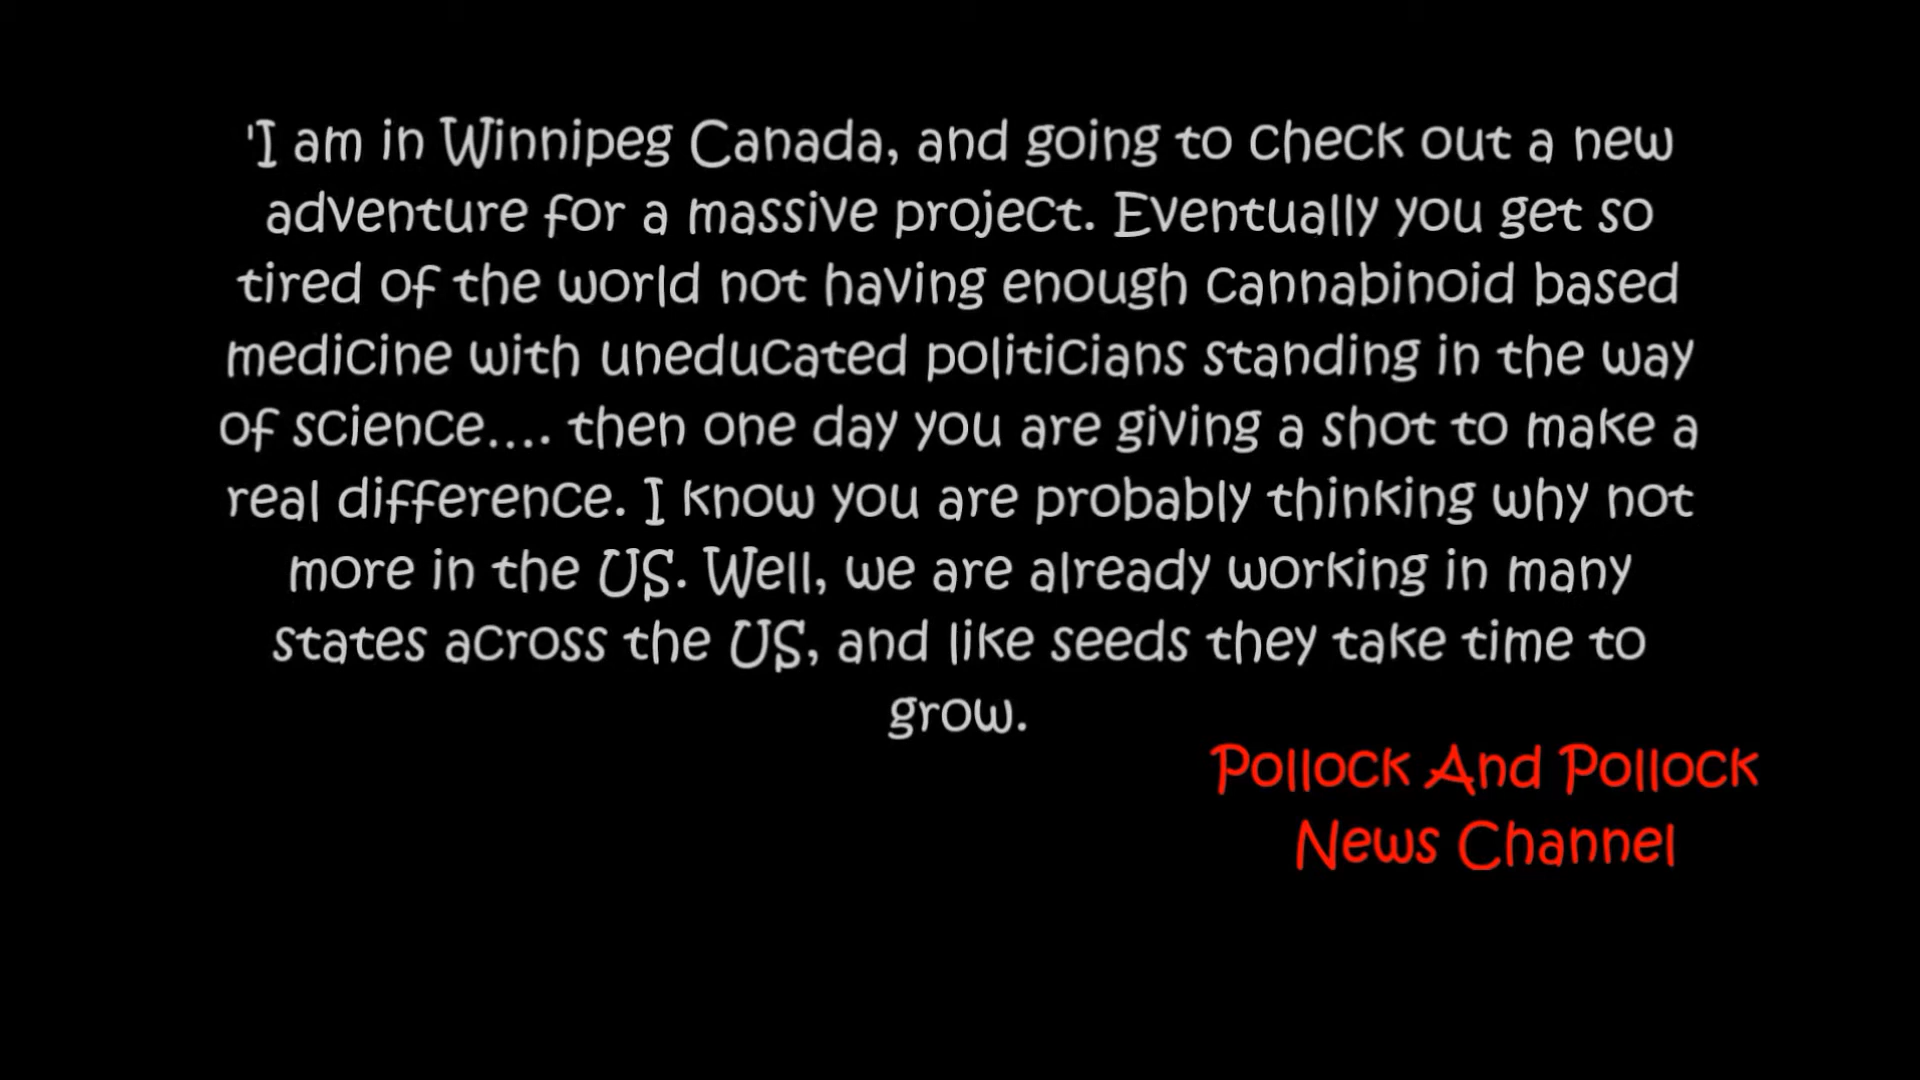 'I am in Winnipeg Canada, and going to check out a new
adventure for a massive project. Eventually you get so
tired of the world not having enough cannabinoid based
medicine with uneducated politicians standing in the way
of science.... then one day you are giving a shot to make a
real difference. I know you are probably thinking why not
more in the US. Well, we are already working in many
states across the US, and like seeds they take time to
grow.
Pollock And Pollock
News Channel